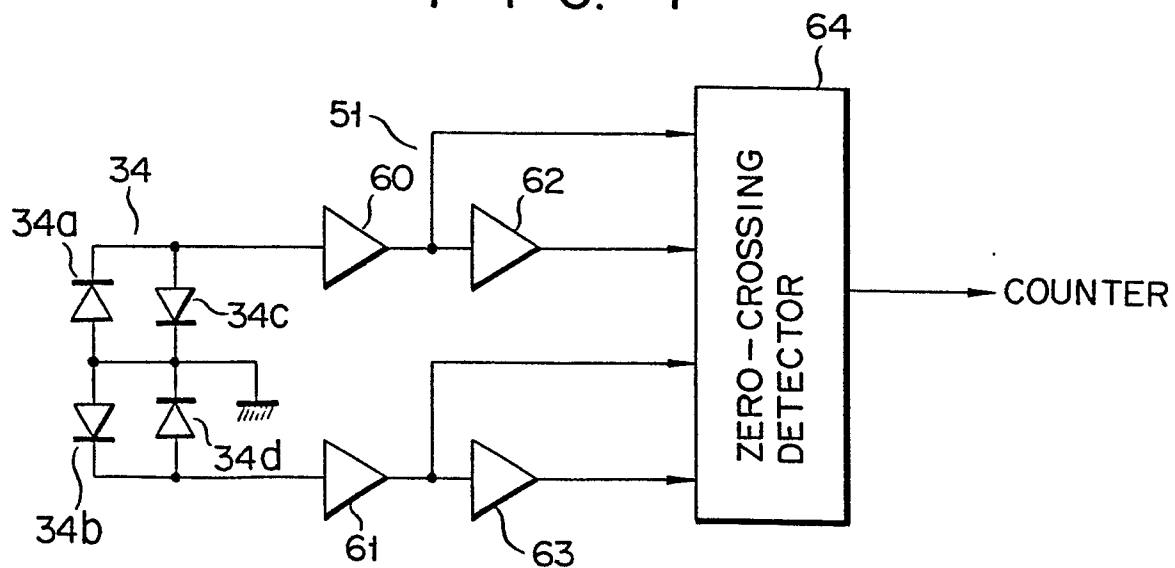 64
51
34
60
62
34a
34c
ZERO-CROSSING
DETECTOR
COUNTER
34d
34b
61
63